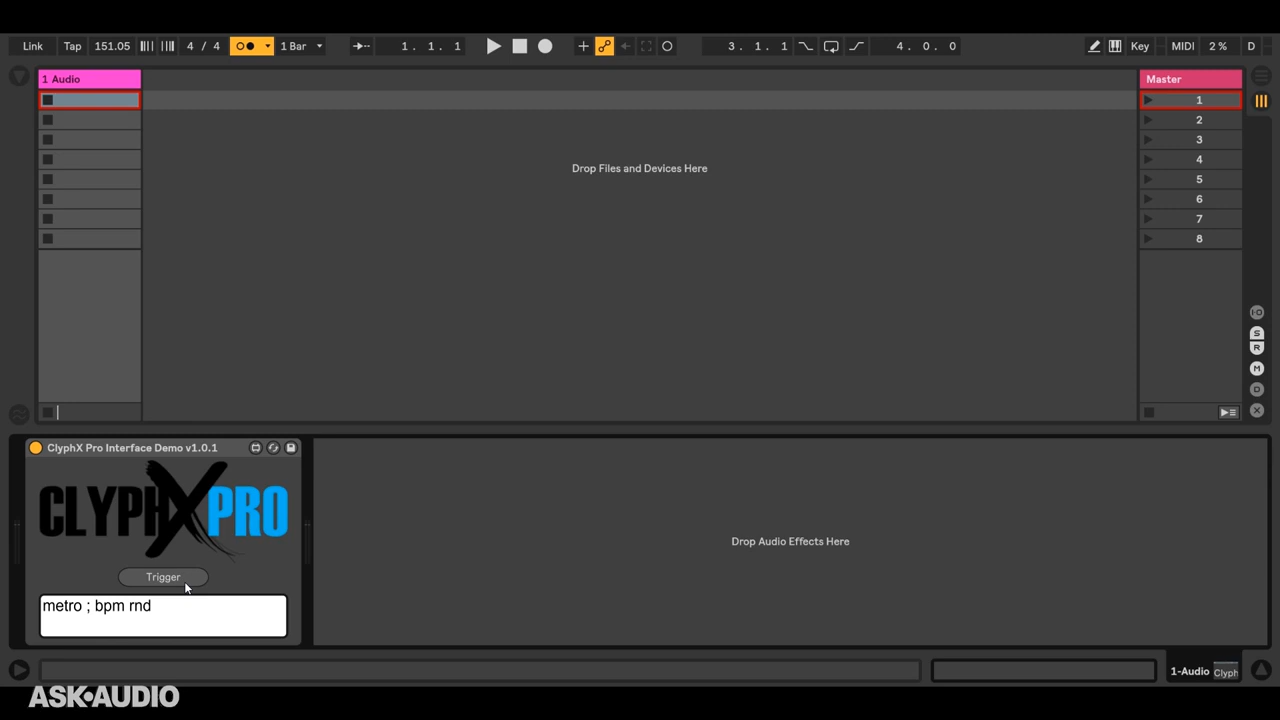 Link Tap 151.05 4 / 4 1 Bar 1. 1. 1 3. 1. 1 4. 0. 0 Key MIDI 2 % D
1 Audio Master
1
2
3
4
5
6
7
8
Drop Files and Devices Here
I·O
S
R
M
D
X
ClyphX Pro Interface Demo v1.0.1
CLYPHXPRO
Drop Audio Effects Here
Trigger
metro ; bpm rnd
1-Audio Clyph
ASK•AUDIO